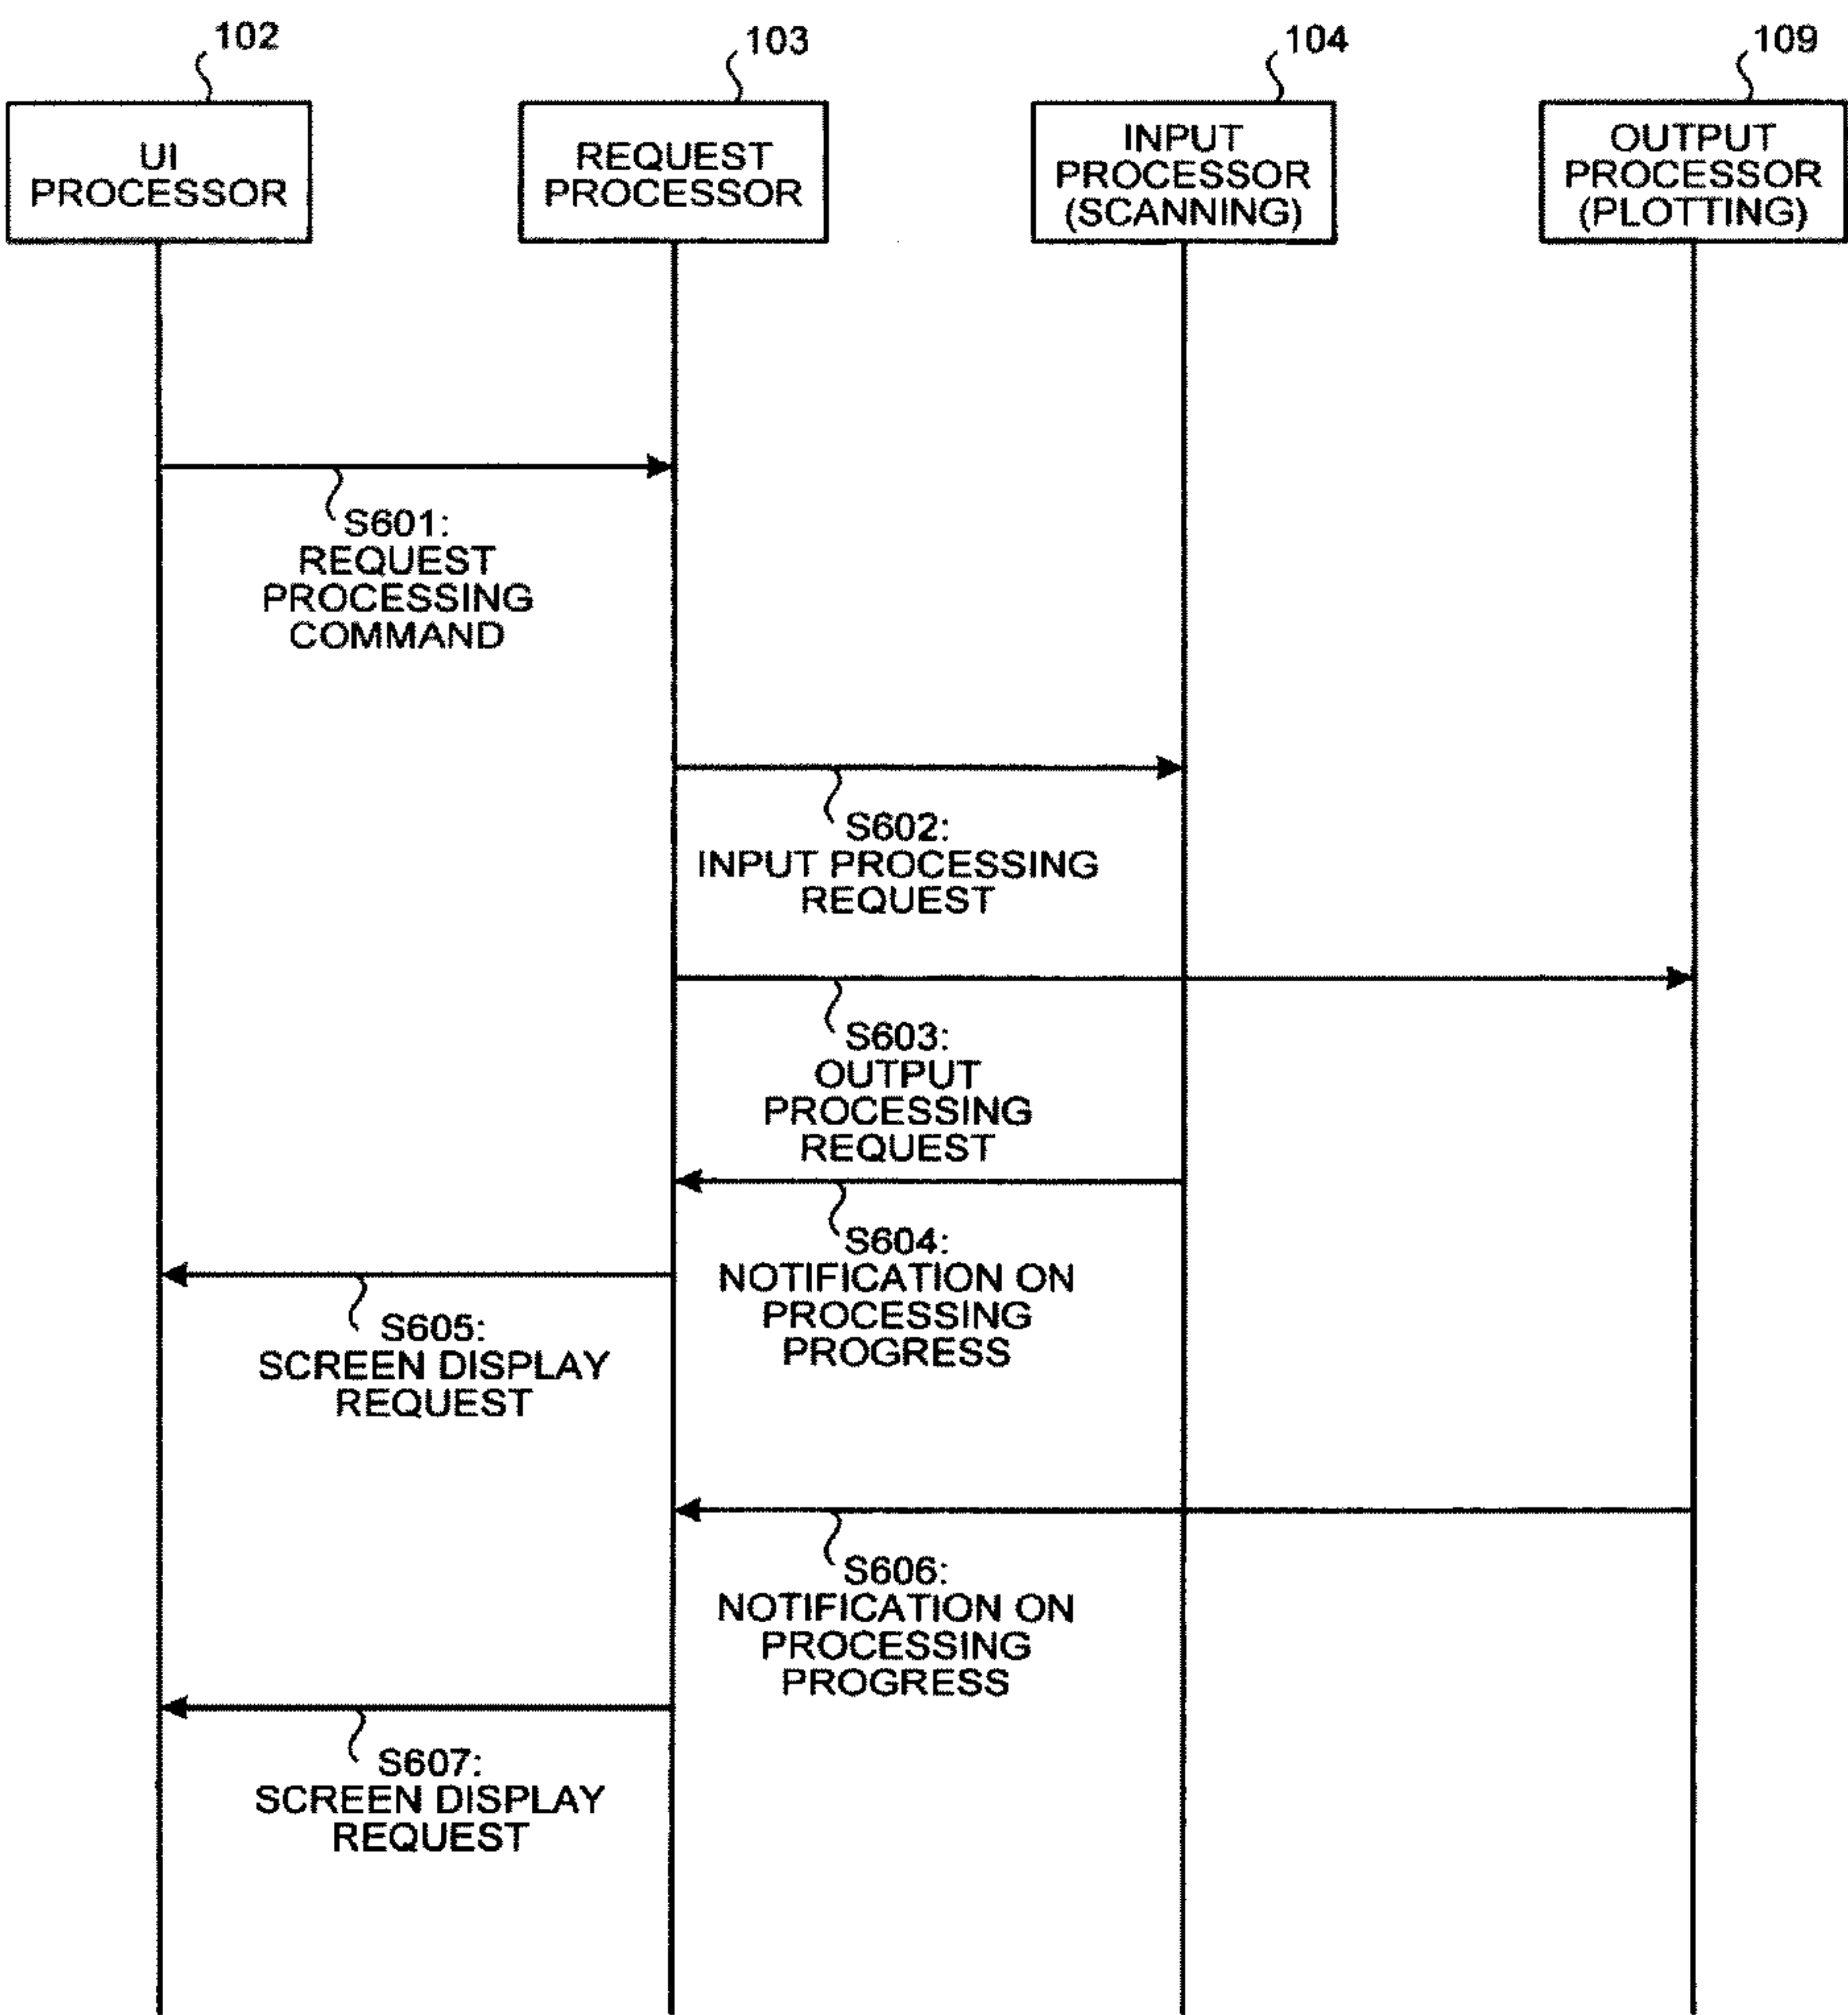 102
103
104
109
UI
PROCESSOR
REQUEST
PROCESSOR
INPUT
PROCESSOR
(SCANNING)
OUTPUT
PROCESSOR
(PLOTTING)
S601:
REQUEST
PROCESSING
COMMAND
S602:
INPUT PROCESSING
REQUEST
S603:
OUTPUT
PROCESSING
REQUEST
S604:
NOTIFICATION ON
PROCESSING
PROGRESS
S605:
SCREEN DISPLAY
REQUEST
S606:
NOTIFICATION ON
PROCESSING
PROGRESS
S607:
SCREEN DISPLAY
REQUEST